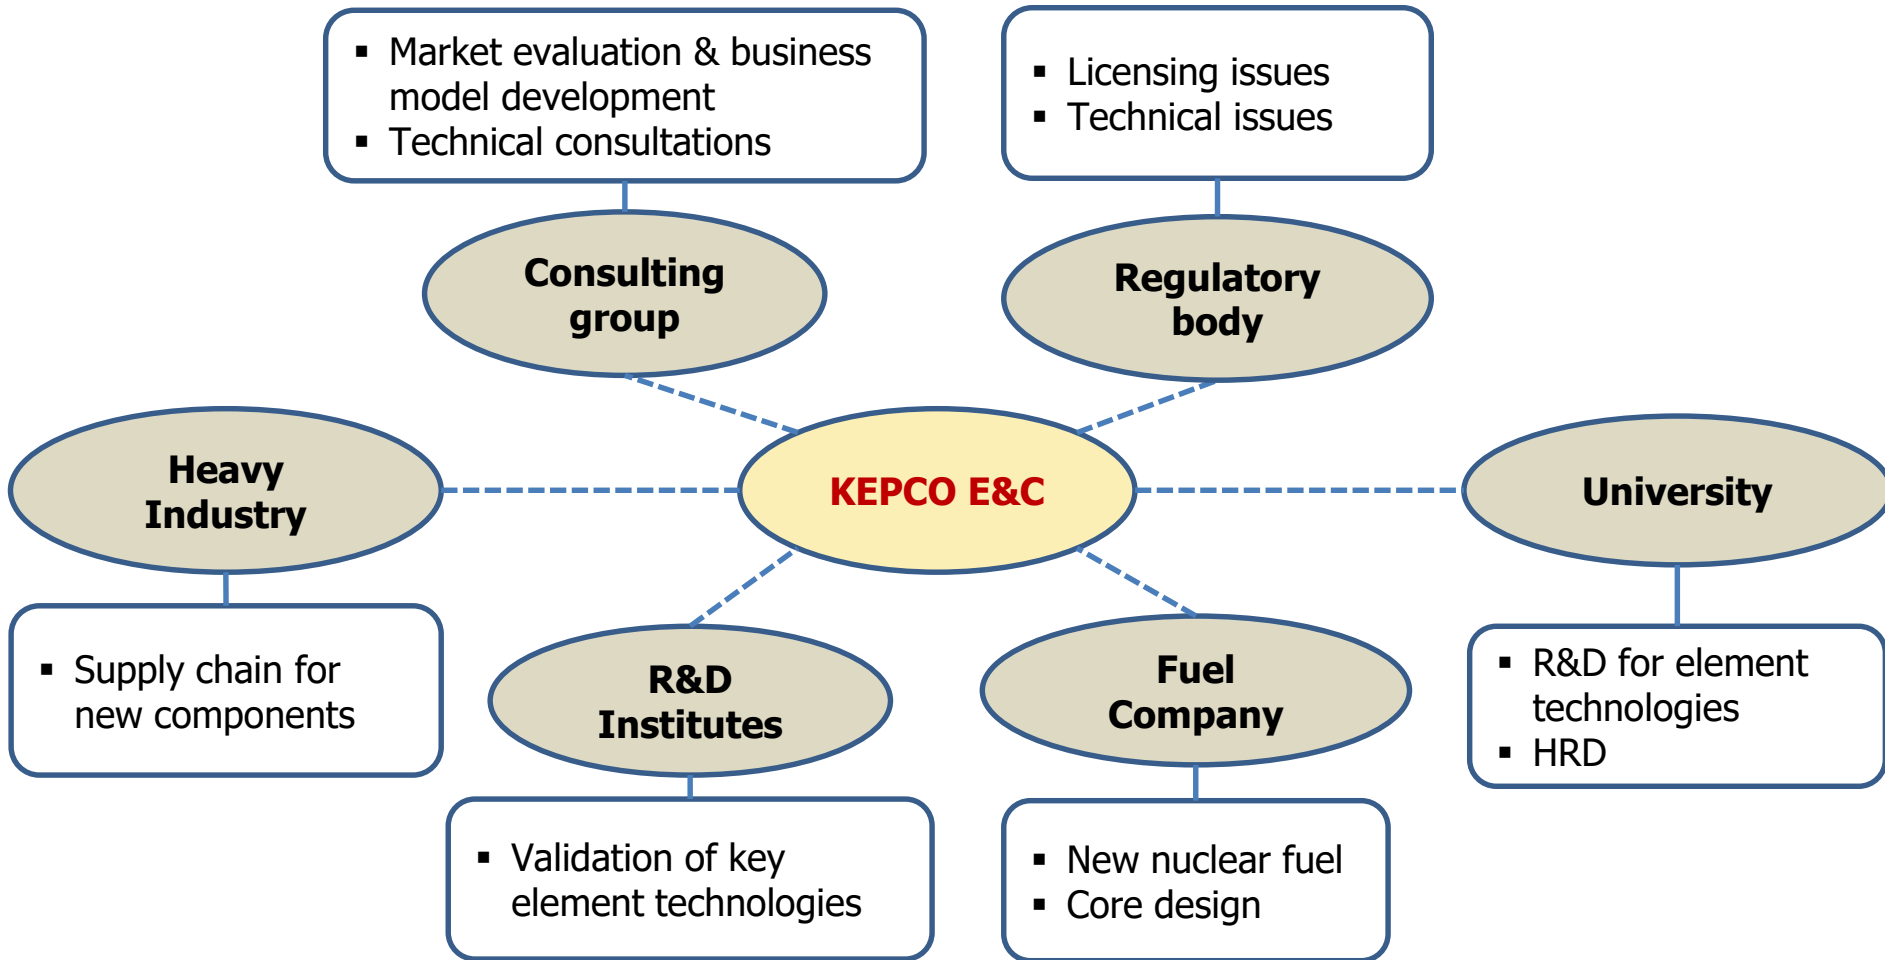 ▪ Market evaluation & business
model development
▪ Technical consultations
▪ Licensing issues
▪ Technical issues
Consulting
group
Regulatory
body
Heavy
Industry
KEPCO E&C
University
▪ Supply chain for
new components
R&D
Institutes
Fuel
Company
▪ R&D for element
technologies
▪ HRD
▪ Validation of key
element technologies
▪ New nuclear fuel
▪ Core design